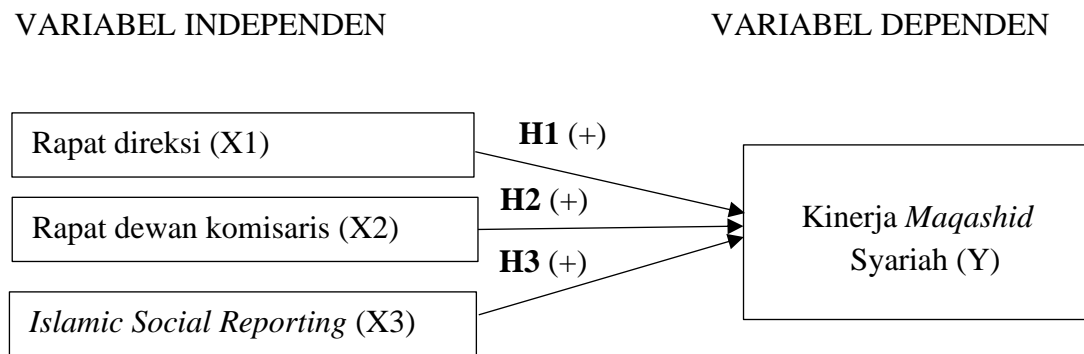 VARIABEL INDEPENDEN
VARIABEL DEPENDEN
Rapat direksi (X1)
H1 (+)
Rapat dewan komisaris (X2)
H2 (+)
Islamic Social Reporting (X3)
H3 (+)
Kinerja Maqashid
Syariah (Y)